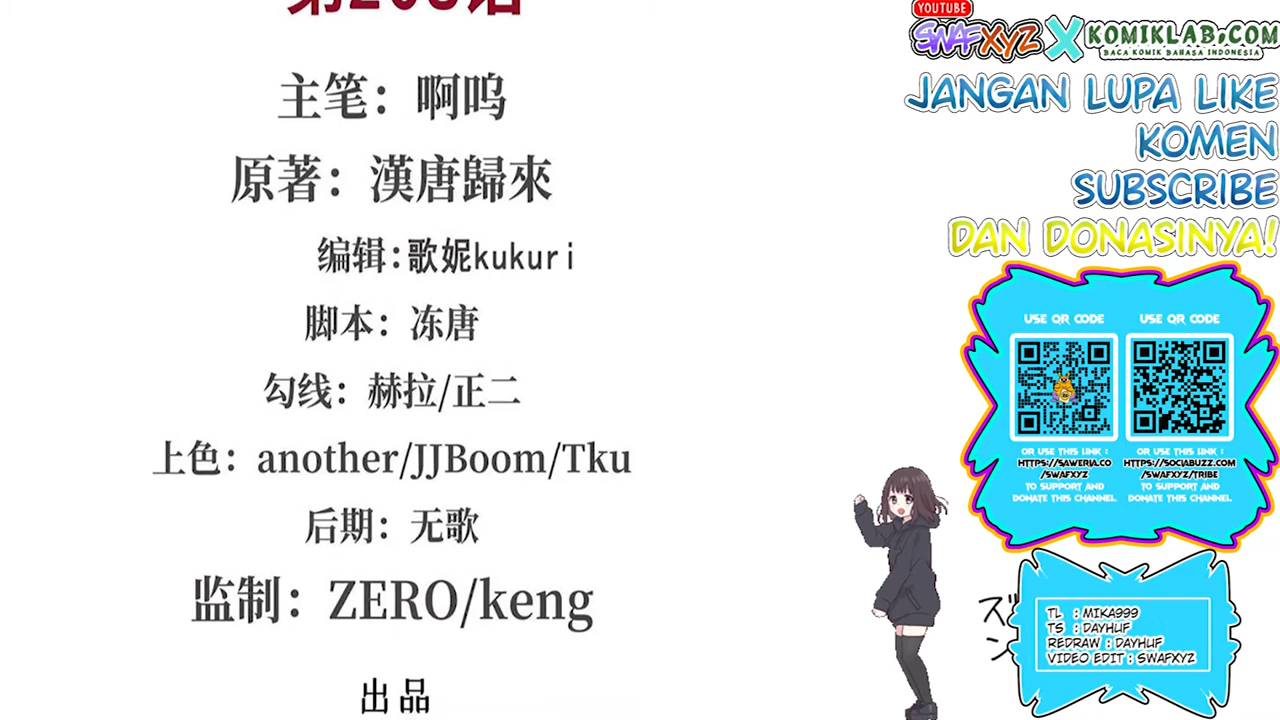 主笔：啊呜
原著：漢唐歸來
编辑:歌妮kukuri
脚本：冻唐
勾线：赫拉/正二
上色：another/JJBoom/Tku
后期：无歌
监制：ZERO/keng
出品
YOUTUBE
SWAFXYZ X KOMIKLAB.COM
BACA KOMIK BAHASA INDONESIA
JANGAN LUPA LIKE
KOMEN
SUBSCRIBE
DAN DONASINYA!
USE QR CODE
OR USE THIS LINK :
HTTPS://SAWERIA.CO
/SWAFXYZ
TO SUPPORT AND
DONATE THIS CHANNEL.
USE QR CODE
OR USE THIS LINK :
HTTPS://SOCIABUZZ.COM
/SWAFXYZ/TRIBE
TO SUPPORT AND
DONATE THIS CHANNEL.
ズ
ン
TL : MIKA999
TS : DAYHUF
REDRAW : DAYHUF
VIDEO EDIT : SWAFXYZ